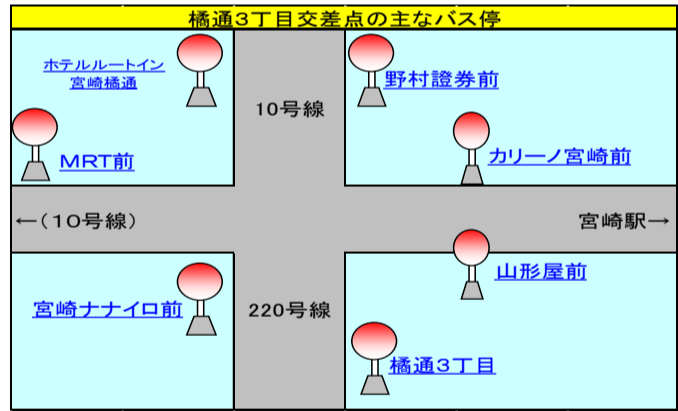 橘通3丁目交差点の主なバス停
ホテルルートイン
宮崎橘通
野村證券前
10号線
MRT前
カリーノ宮崎前
←(10号線)
宮崎駅→
山形屋前
宮崎ナナイロ前
220号線
橘通3丁目